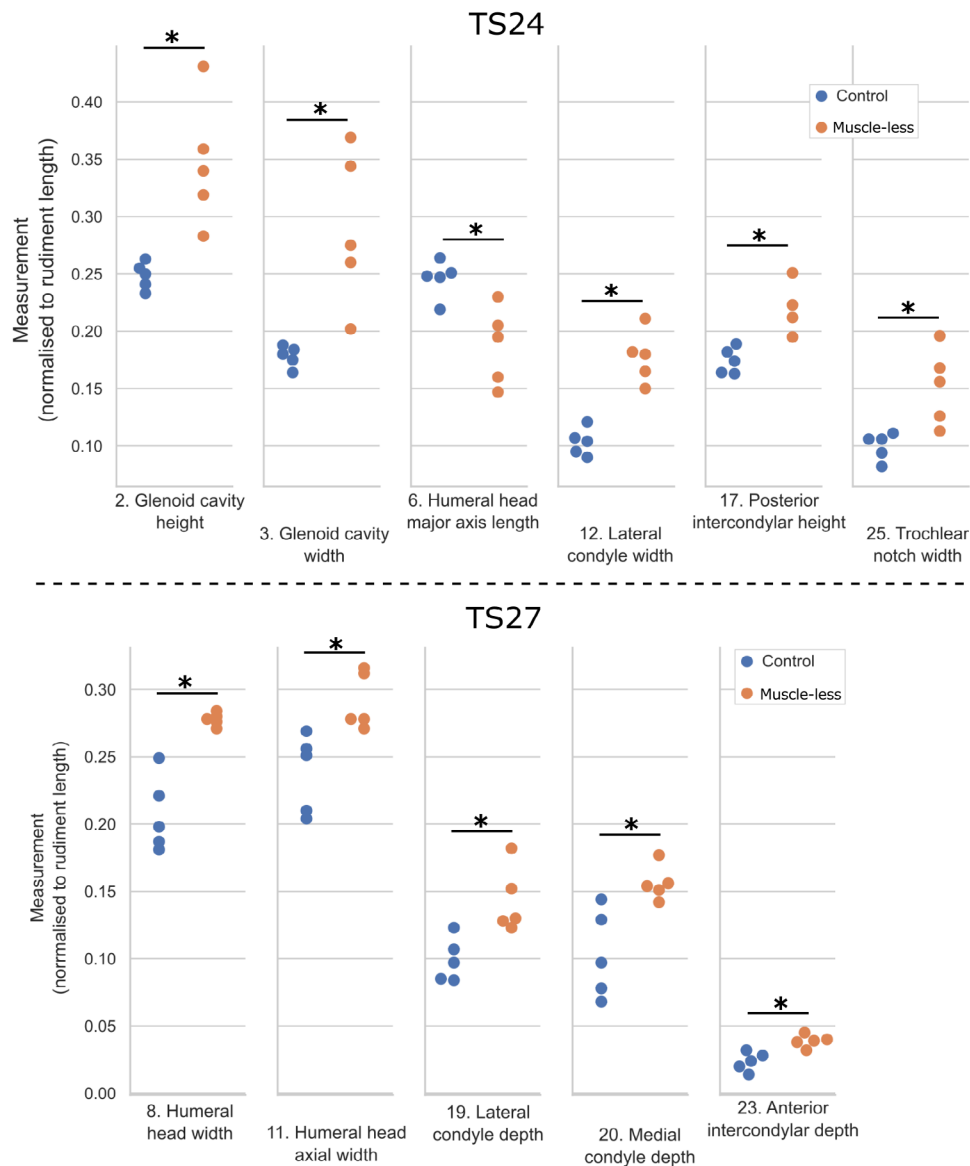 TS24
*
*
*
*
*
*
Control
Muscle-less
Measurement
(normalised to rudiment length)
0.40
0.35
0.30
0.25
0.20
0.15
0.10
2. Glenoid cavity
height
3. Glenoid cavity
width
6. Humeral head
major axis length
12. Lateral
condyle width
17. Posterior
intercondylar height
25. Trochlear
notch width
TS27
*
*
*
*
*
Control
Muscle-less
Measurement
(norrmalised to rudiment length)
0.30
0.25
0.20
0.15
0.10
0.05
0.00
8. Humeral
head width
11. Humeral head
axial width
19. Lateral
condyle depth
20. Medial
condyle depth
23. Anterior
intercondylar depth